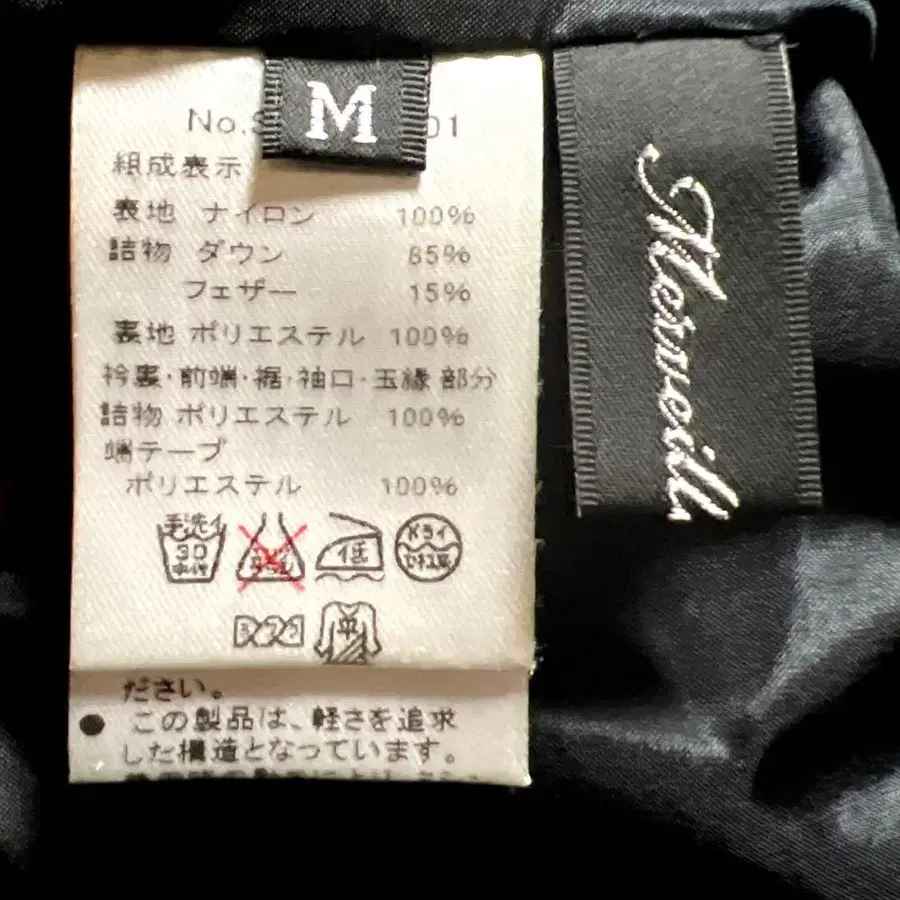 M
No.S
01
組成表示
表地 ナイロン 100%
詰物 ダウン 85%
フェザー 15%
裏地 ポリエステル 100%
衿裏・前端・裾・袖口・玉縁 部分
詰物 ポリエステル 100%
端テープ
ポリエステル 100%
手洗イ
30
中性
低
ドライ
セキユ系
平
ださい。
● この製品は、軽さを追求
した構造となっています。